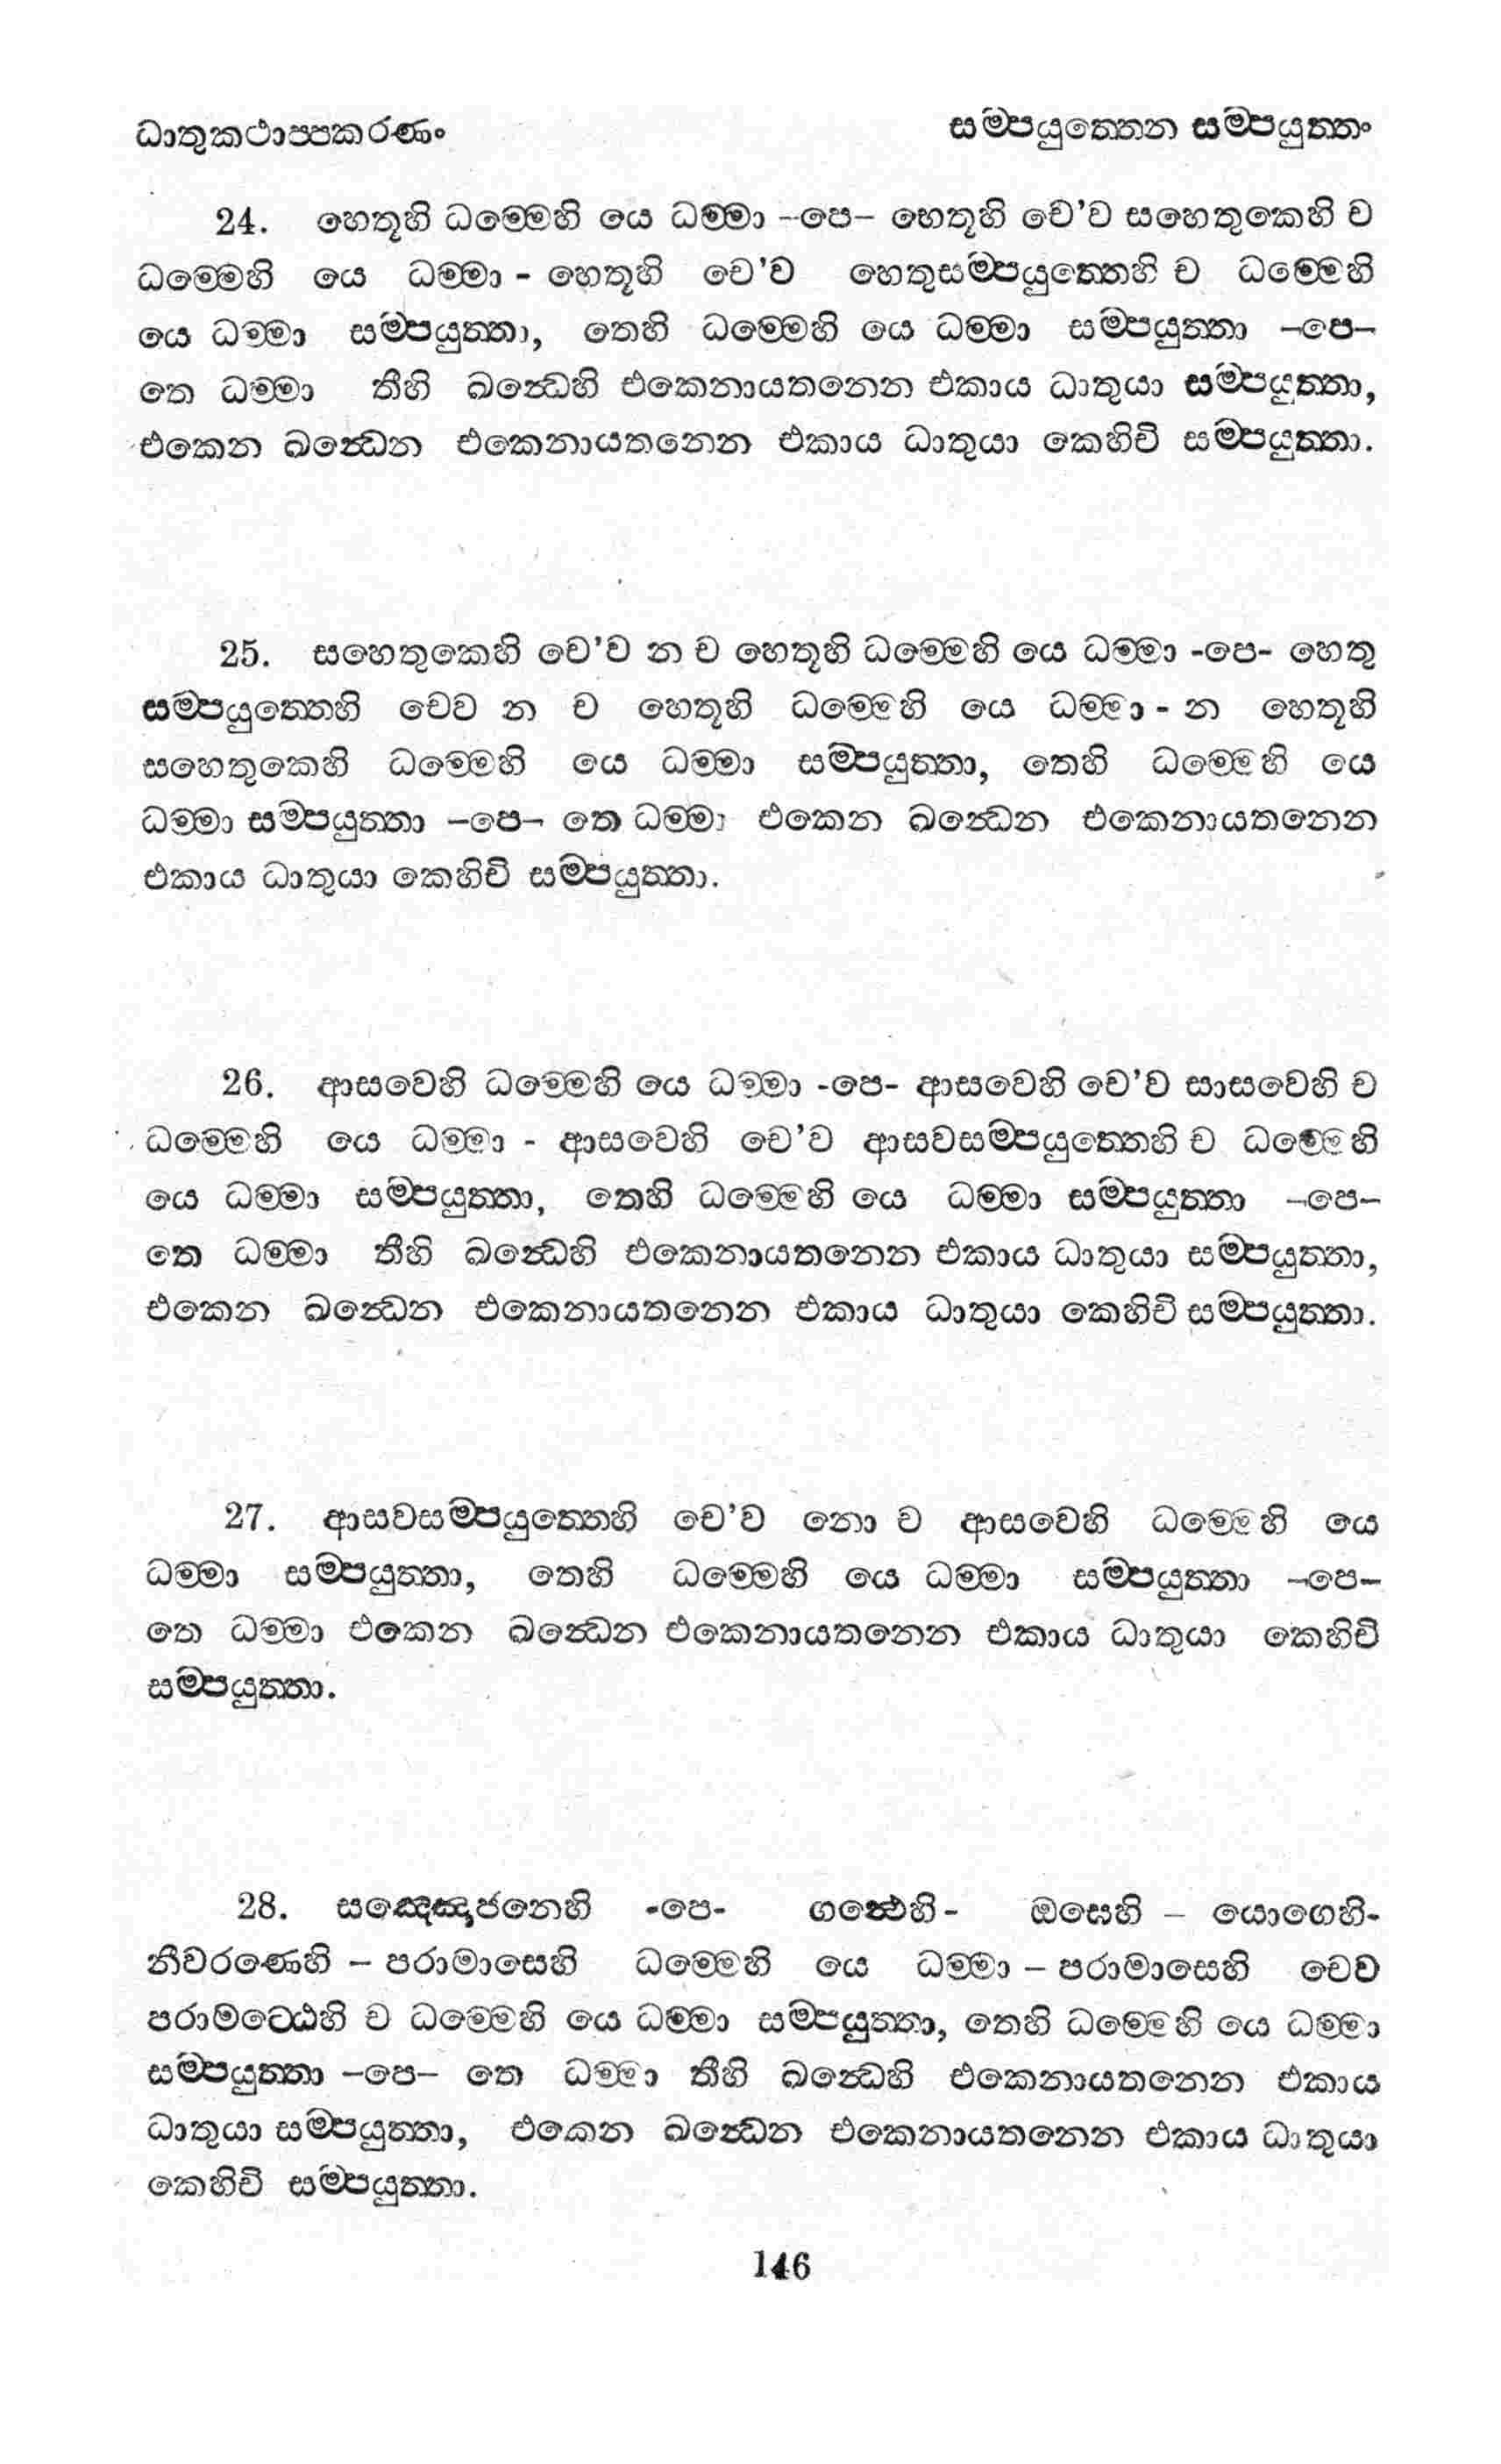 ධාතුකථාප්පකරණං
සම්පයුත්තෙන සම්පයුත්තං
24. හෙතූහි ධම්මෙහි යෙ ධම්මා –පෙ– හෙතූහි චෙ'ව සහෙතුකෙහි ච
ධම්මෙහි යෙ ධම්මා - හෙතූහි චෙ'ව හෙතුසම්පයුත්තෙහි ච ධම්මෙහි
යෙ ධම්මා සම්පයුත්තා, තෙහි ධම්මෙහි යෙ ධම්මා සම්පයුත්තා –පෙ–
තෙ ධම්මා තීහි ඛන්ධෙහි එකෙනායතනෙන එකාය ධාතුයා සම්පයුත්තා,
එකෙන ඛන්ධෙන එකෙනායතනෙන එකාය ධාතුයා කෙහිචි සම්පයුත්තා.
25. සහෙතුකෙහි චෙ'ව න ච හෙතූහි ධම්මෙහි යෙ ධම්මා -පෙ- හෙතු
සම්පයුත්තෙහි චෙව න ච හෙතූහි ධම්මෙහි යෙ ධම්මා - න හෙතූහි
සහෙතුකෙහි ධම්මෙහි යෙ ධම්මා සම්පයුත්තා, තෙහි ධම්මෙහි යෙ
ධම්මා සම්පයුත්තා –පෙ– තෙ ධම්මා එකෙන ඛන්ධෙන එකෙනායතනෙන
එකාය ධාතුයා කෙහිචි සම්පයුත්තා.
26. ආසවෙහි ධම්මෙහි යෙ ධම්මා -පෙ- ආසවෙහි චෙ'ව සාසවෙහි ච
ධම්මෙහි යෙ ධම්මා - ආසවෙහි චෙ'ව ආසවසම්පයුත්තෙහි ච ධම්මෙහි
යෙ ධම්මා සම්පයුත්තා, තෙහි ධම්මෙහි යෙ ධම්මා සම්පයුත්තා –පෙ–
තෙ ධම්මා තීහි ඛන්ධෙහි එකෙනායතනෙන එකාය ධාතුයා සම්පයුත්තා,
එකෙන ඛන්ධෙන එකෙනායතනෙන එකාය ධාතුයා කෙහිචි සම්පයුත්තා.
27. ආසවසම්පයුත්තෙහි චෙ'ව නො ච ආසවෙහි ධම්මෙහි යෙ
ධම්මා සම්පයුත්තා, තෙහි ධම්මෙහි යෙ ධම්මා සම්පයුත්තා –පෙ–
තෙ ධම්මා එකෙන ඛන්ධෙන එකෙනායතනෙන එකාය ධාතුයා කෙහිචි
සම්පයුත්තා.
28. සඤ්ඤොජනෙහි -පෙ- ගන්ථෙහි - ඔඝෙහි – යොගෙහි-
නීවරණෙහි – පරාමාසෙහි ධම්මෙහි යෙ ධම්මා – පරාමාසෙහි චෙව
පරාමට්ඨෙහි ච ධම්මෙහි යෙ ධම්මා සම්පයුත්තා, තෙහි ධම්මෙහි යෙ ධම්මා
සම්පයුත්තා –පෙ– තෙ ධම්මා තීහි ඛන්ධෙහි එකෙනායතනෙන එකාය
ධාතුයා සම්පයුත්තා, එකෙන ඛන්ධෙන එකෙනායතනෙන එකාය ධාතුයා
කෙහිචි සම්පයුත්තා.
146